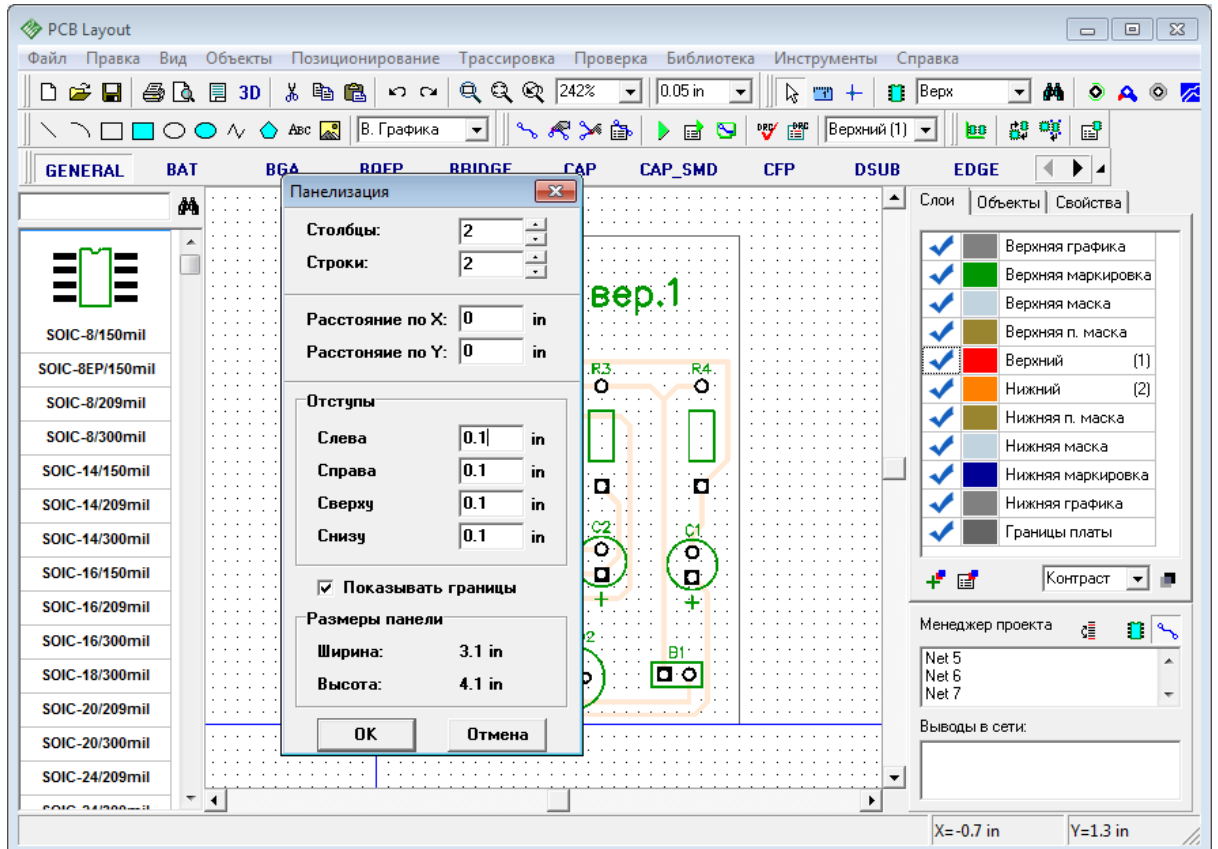 PCB Layout
Файл Правка Вид Объекты Позиционирование Трассировка Проверка Библиотека Инструменты Справка
3D 242% 0.05 in Верх
Abc В. Графика DRC DRC Верхний (1)
GENERAL BAT BGA BQFP BRIDGE CAP CAP_SMD CFP DSUB EDGE
SOIC-8/150mil
SOIC-8EP/150mil
SOIC-8/209mil
SOIC-8/300mil
SOIC-14/150mil
SOIC-14/209mil
SOIC-14/300mil
SOIC-16/150mil
SOIC-16/209mil
SOIC-16/300mil
SOIC-18/300mil
SOIC-20/209mil
SOIC-20/300mil
SOIC-24/209mil
SOIC-24/300mil
Панелизация
Столбцы: 2
Строки: 2
Расстояние по X: 0 in
Расстоняие по Y: 0 in
Отступы
Слева 0.1 in
Справа 0.1 in
Сверху 0.1 in
Снизу 0.1 in
Показывать границы
Размеры панели
Ширина: 3.1 in
Высота: 4.1 in
OK Отмена
вер.1
R3 R4
C2 C1
2 B1
Слои Объекты Свойства
Верхняя графика
Верхняя маркировка
Верхняя маска
Верхняя п. маска
Верхний (1)
Нижний (2)
Нижняя п. маска
Нижняя маска
Нижняя маркировка
Нижняя графика
Границы платы
Контраст
Менеджер проекта
Net 5
Net 6
Net 7
Выводы в сети:
X=-0.7 in Y=1.3 in